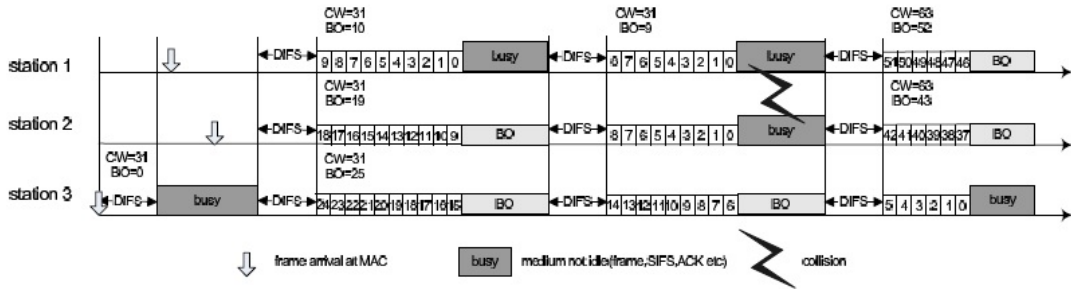 CW=31 CW=31 CW=63
BO=10 BO=9 BO=52
station 1 DIFS 9 8 7 6 5 4 3 2 1 0 busy DIFS 8 7 6 5 4 3 2 1 0 busy DIFS 51 50 49 48 47 46 BO
CW=31 CW=63
BO=19 BO=43
station 2 DIFS 18 17 16 15 14 13 12 11 10 9 BO DIFS 8 7 6 5 4 3 2 1 0 busy DIFS 42 41 40 39 38 37 BO
CW=31 CW=31
BO=0 BO=25
station 3 DIFS busy DIFS 24 23 22 21 20 19 18 17 16 15 BO DIFS 14 13 12 11 10 9 8 7 6 BO DIFS 5 4 3 2 1 0 busy
frame arrival at MAC busy medium not idle(frame,SIFS,ACK etc) collision